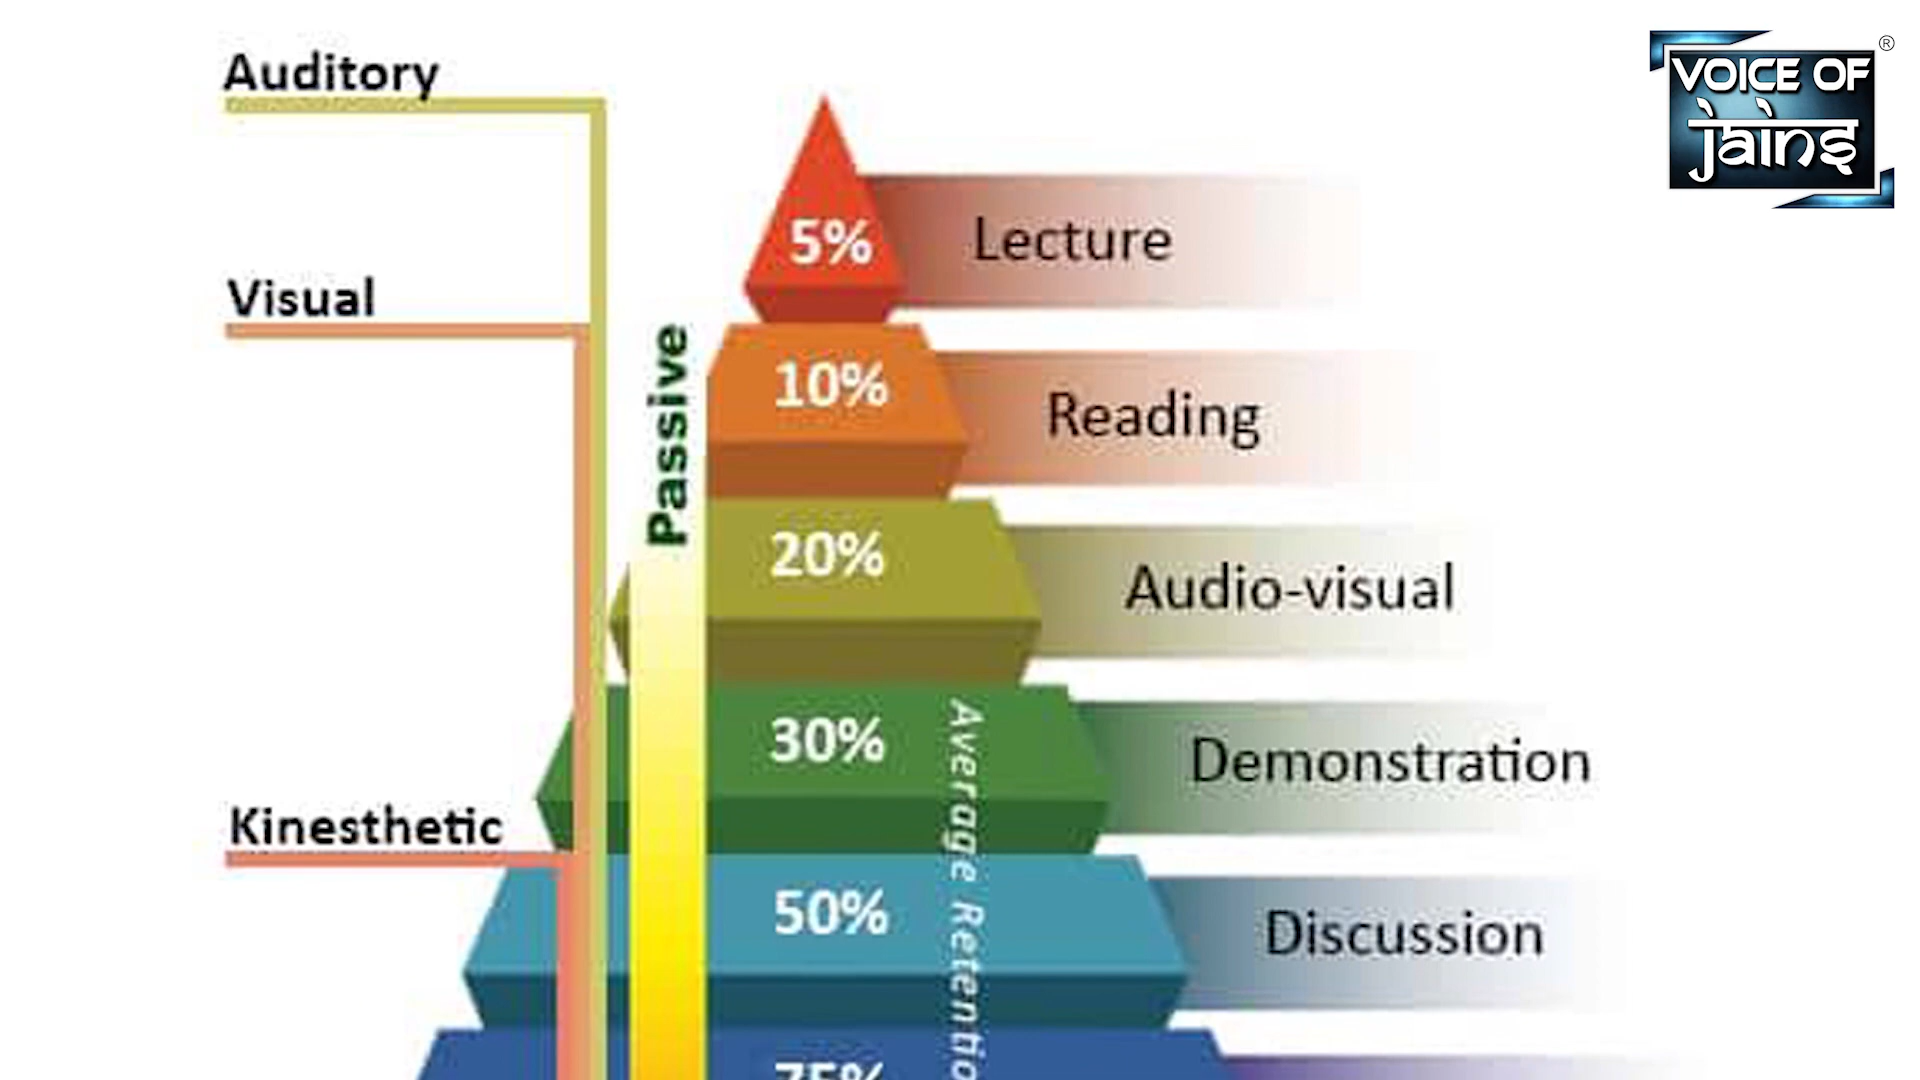 Auditory
VOICE OF
jains
®
5%
Lecture
Visual
Passive
10%
Reading
20%
Audio-visual
30%
Demonstration
Average Retentio
Kinesthetic
50%
Discussion
75%